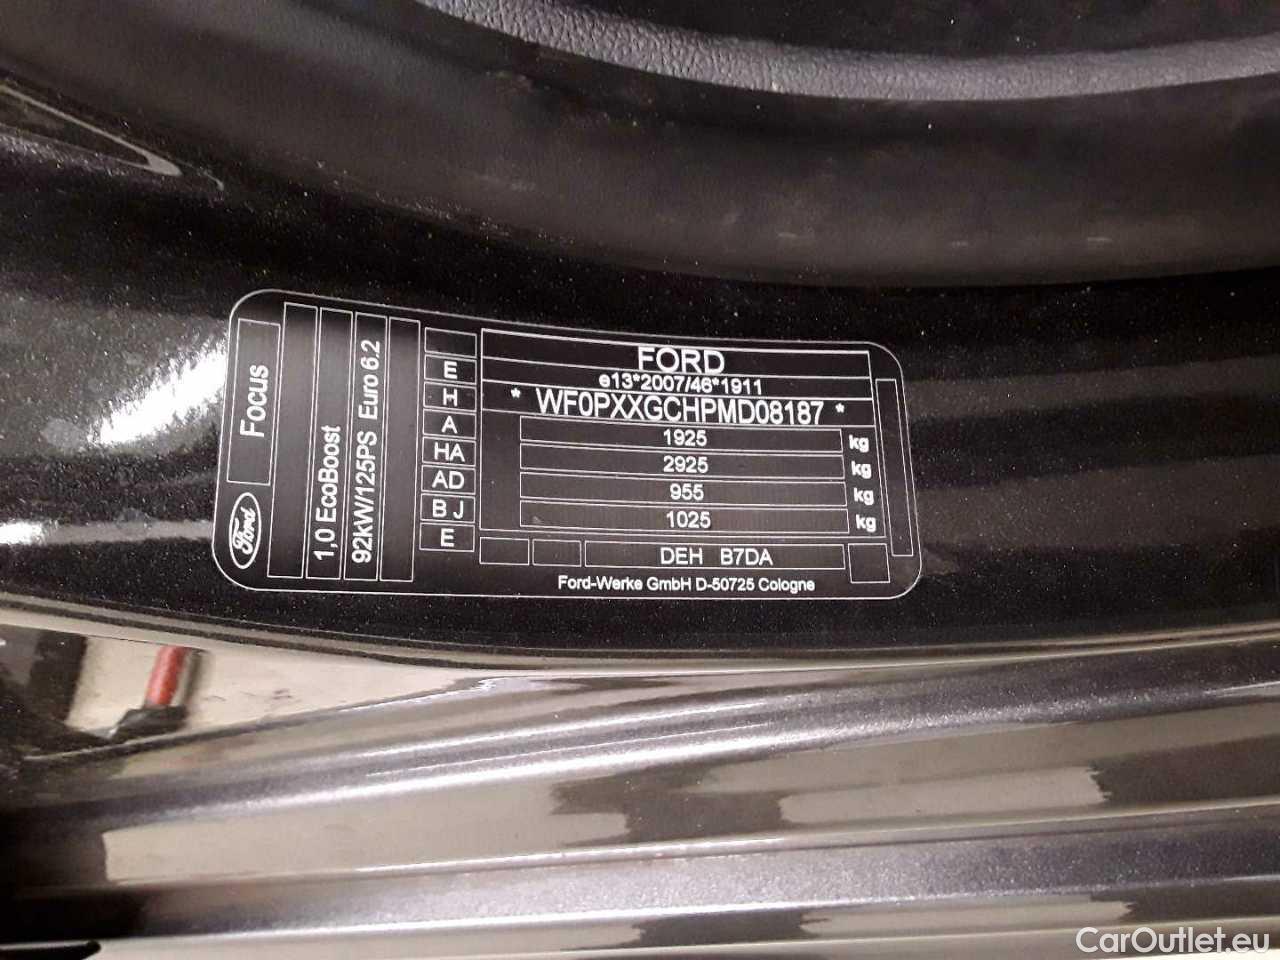 Ford
Focus
1,0 EcoBoost
92kW/125PS Euro 6.2
E
H
A
HA
AD
B J
E
FORD
e13*2007/46*1911
* WF0PXXGCHPMD08187 *
1925 kg
2925 kg
955 kg
1025 kg
DEH B7DA
Ford-Werke GmbH D-50725 Cologne
CarOutlet.eu